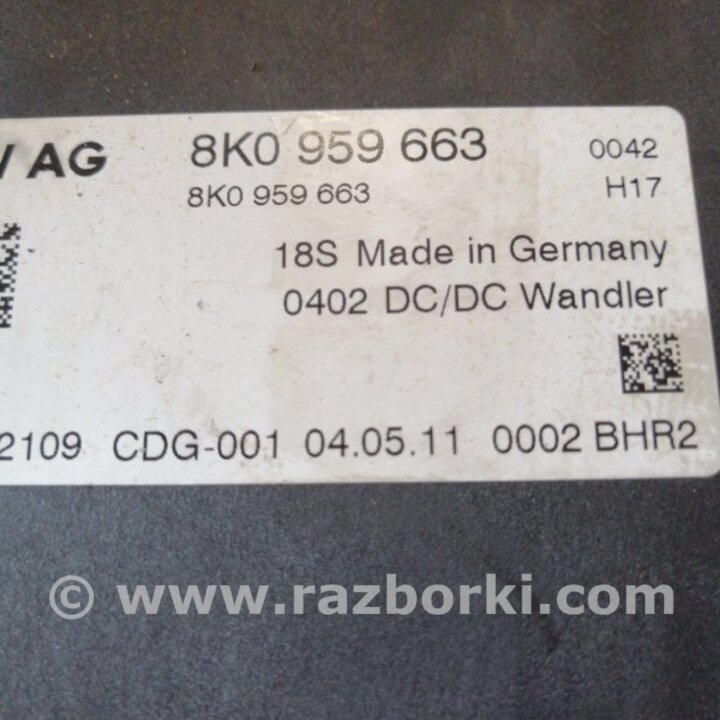 AG 8K0 959 663 0042
8K0 959 663 H17
18S Made in Germany
0402 DC/DC Wandler
2109 CDG-001 04.05.11 0002 BHR2
© www.razborki.com